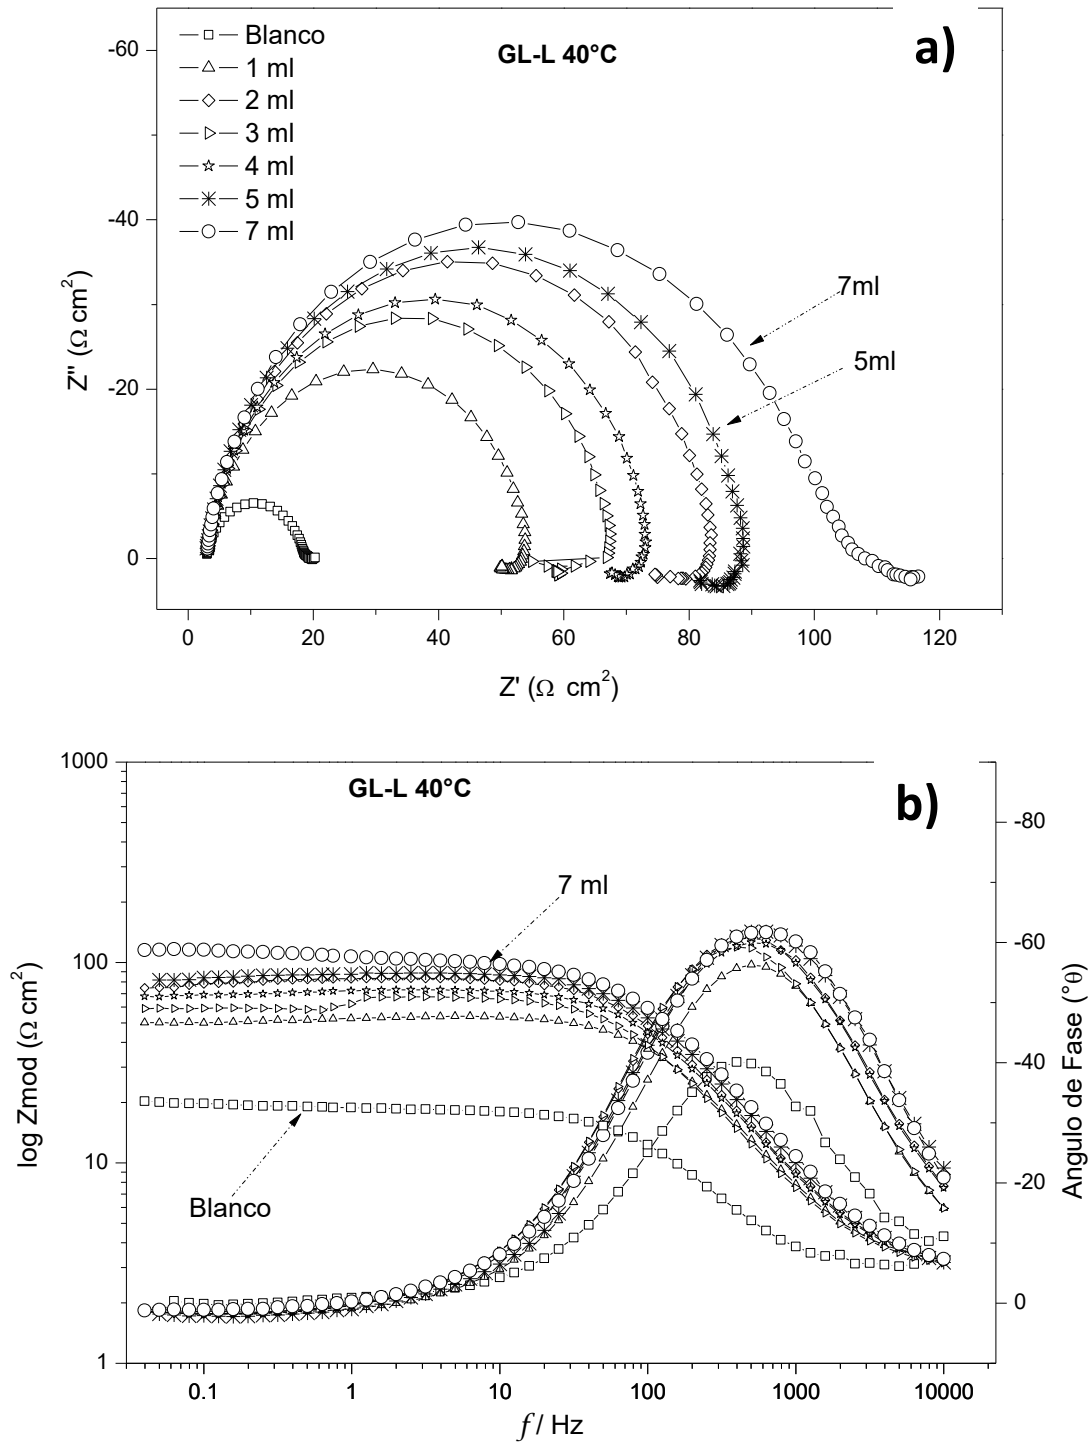 GL-L 40°C
a)
Blanco
1 ml
2 ml
3 ml
4 ml
5 ml
7 ml
-60
-40
-20
0
Z" (Ω cm²)
7ml
5ml
0 20 40 60 80 100 120
Z' (Ω cm²)
GL-L 40°C
b)
1000
100
10
1
log Zmod (Ω cm²)
7 ml
Blanco
-80
-60
-40
-20
0
Angulo de Fase (°θ)
0.1 1 10 100 1000 10000
f / Hz